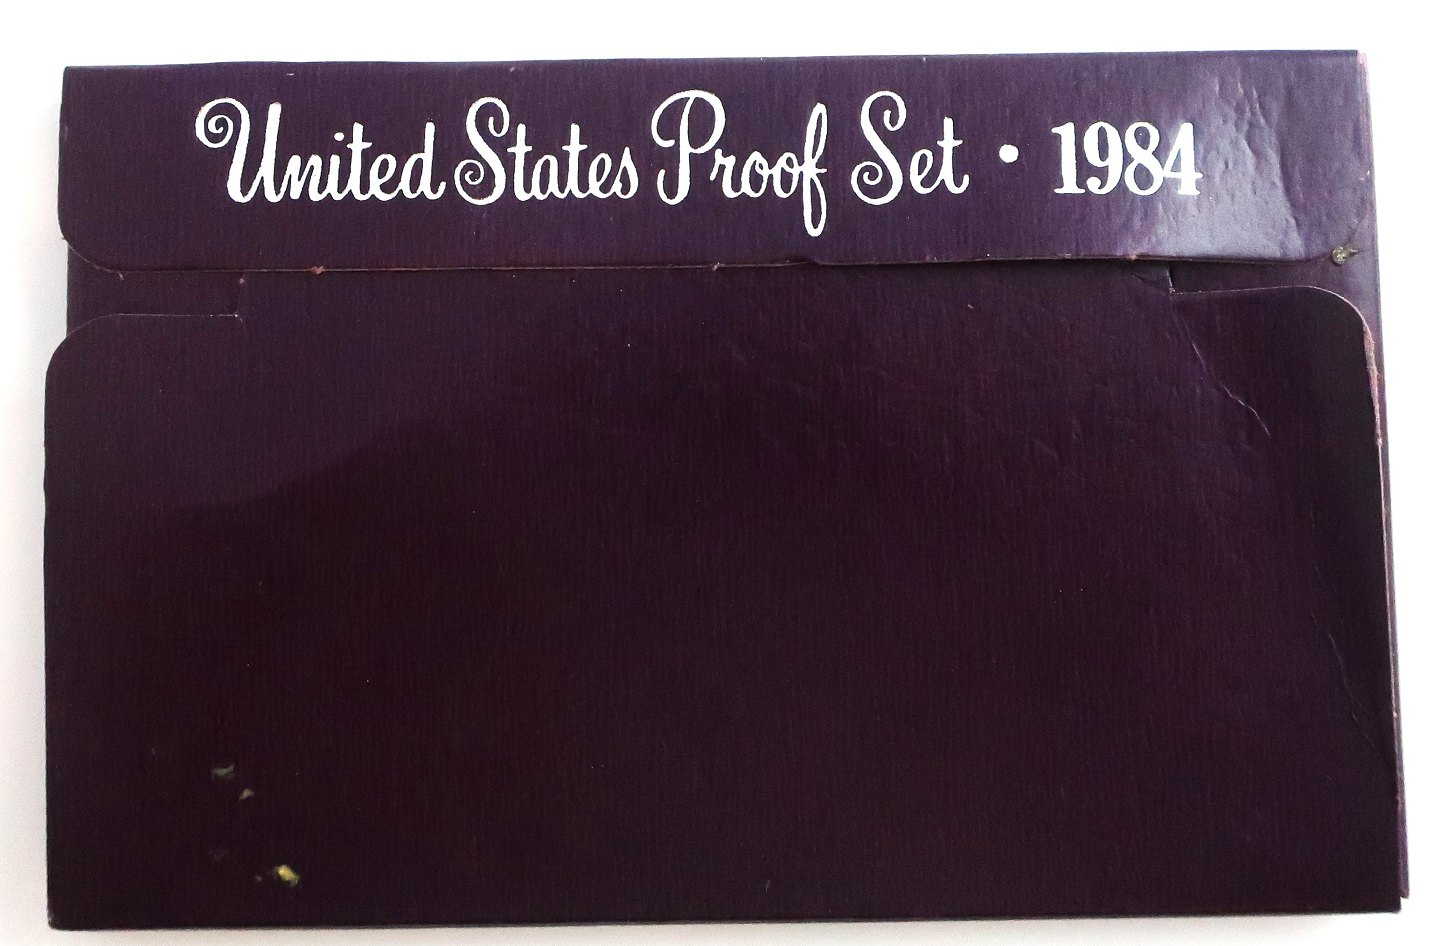 United States Proof Set • 1984